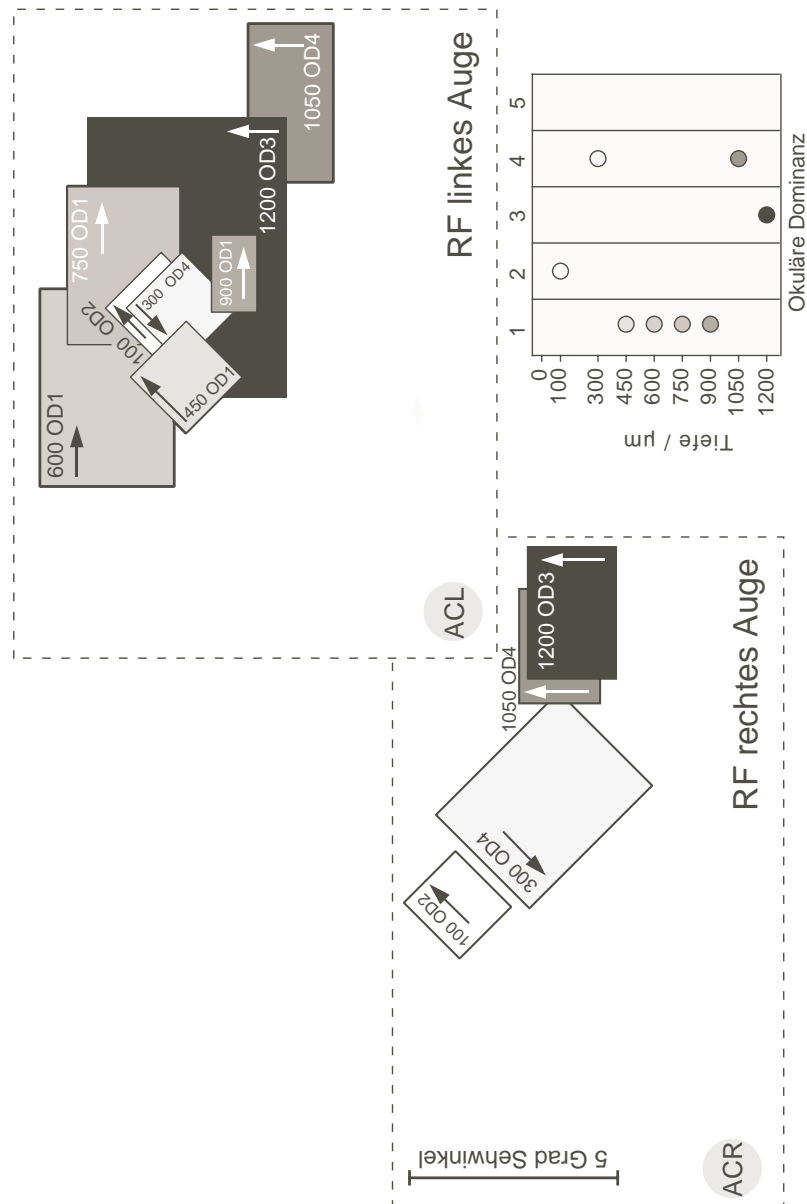 RF linkes Auge
1050 OD4
1200 OD3
750 OD1
900 OD1
300 OD4
100 OD2
450 OD1
600 OD1
ACL
RF rechtes Auge
1200 OD3
1050 OD4
300 OD4
100 OD2
ACR
5 Grad Sehwinkel
Okuläre Dominanz
1
2
3
4
5
Tiefe / µm
0
100
300
450
600
750
900
1050
1200